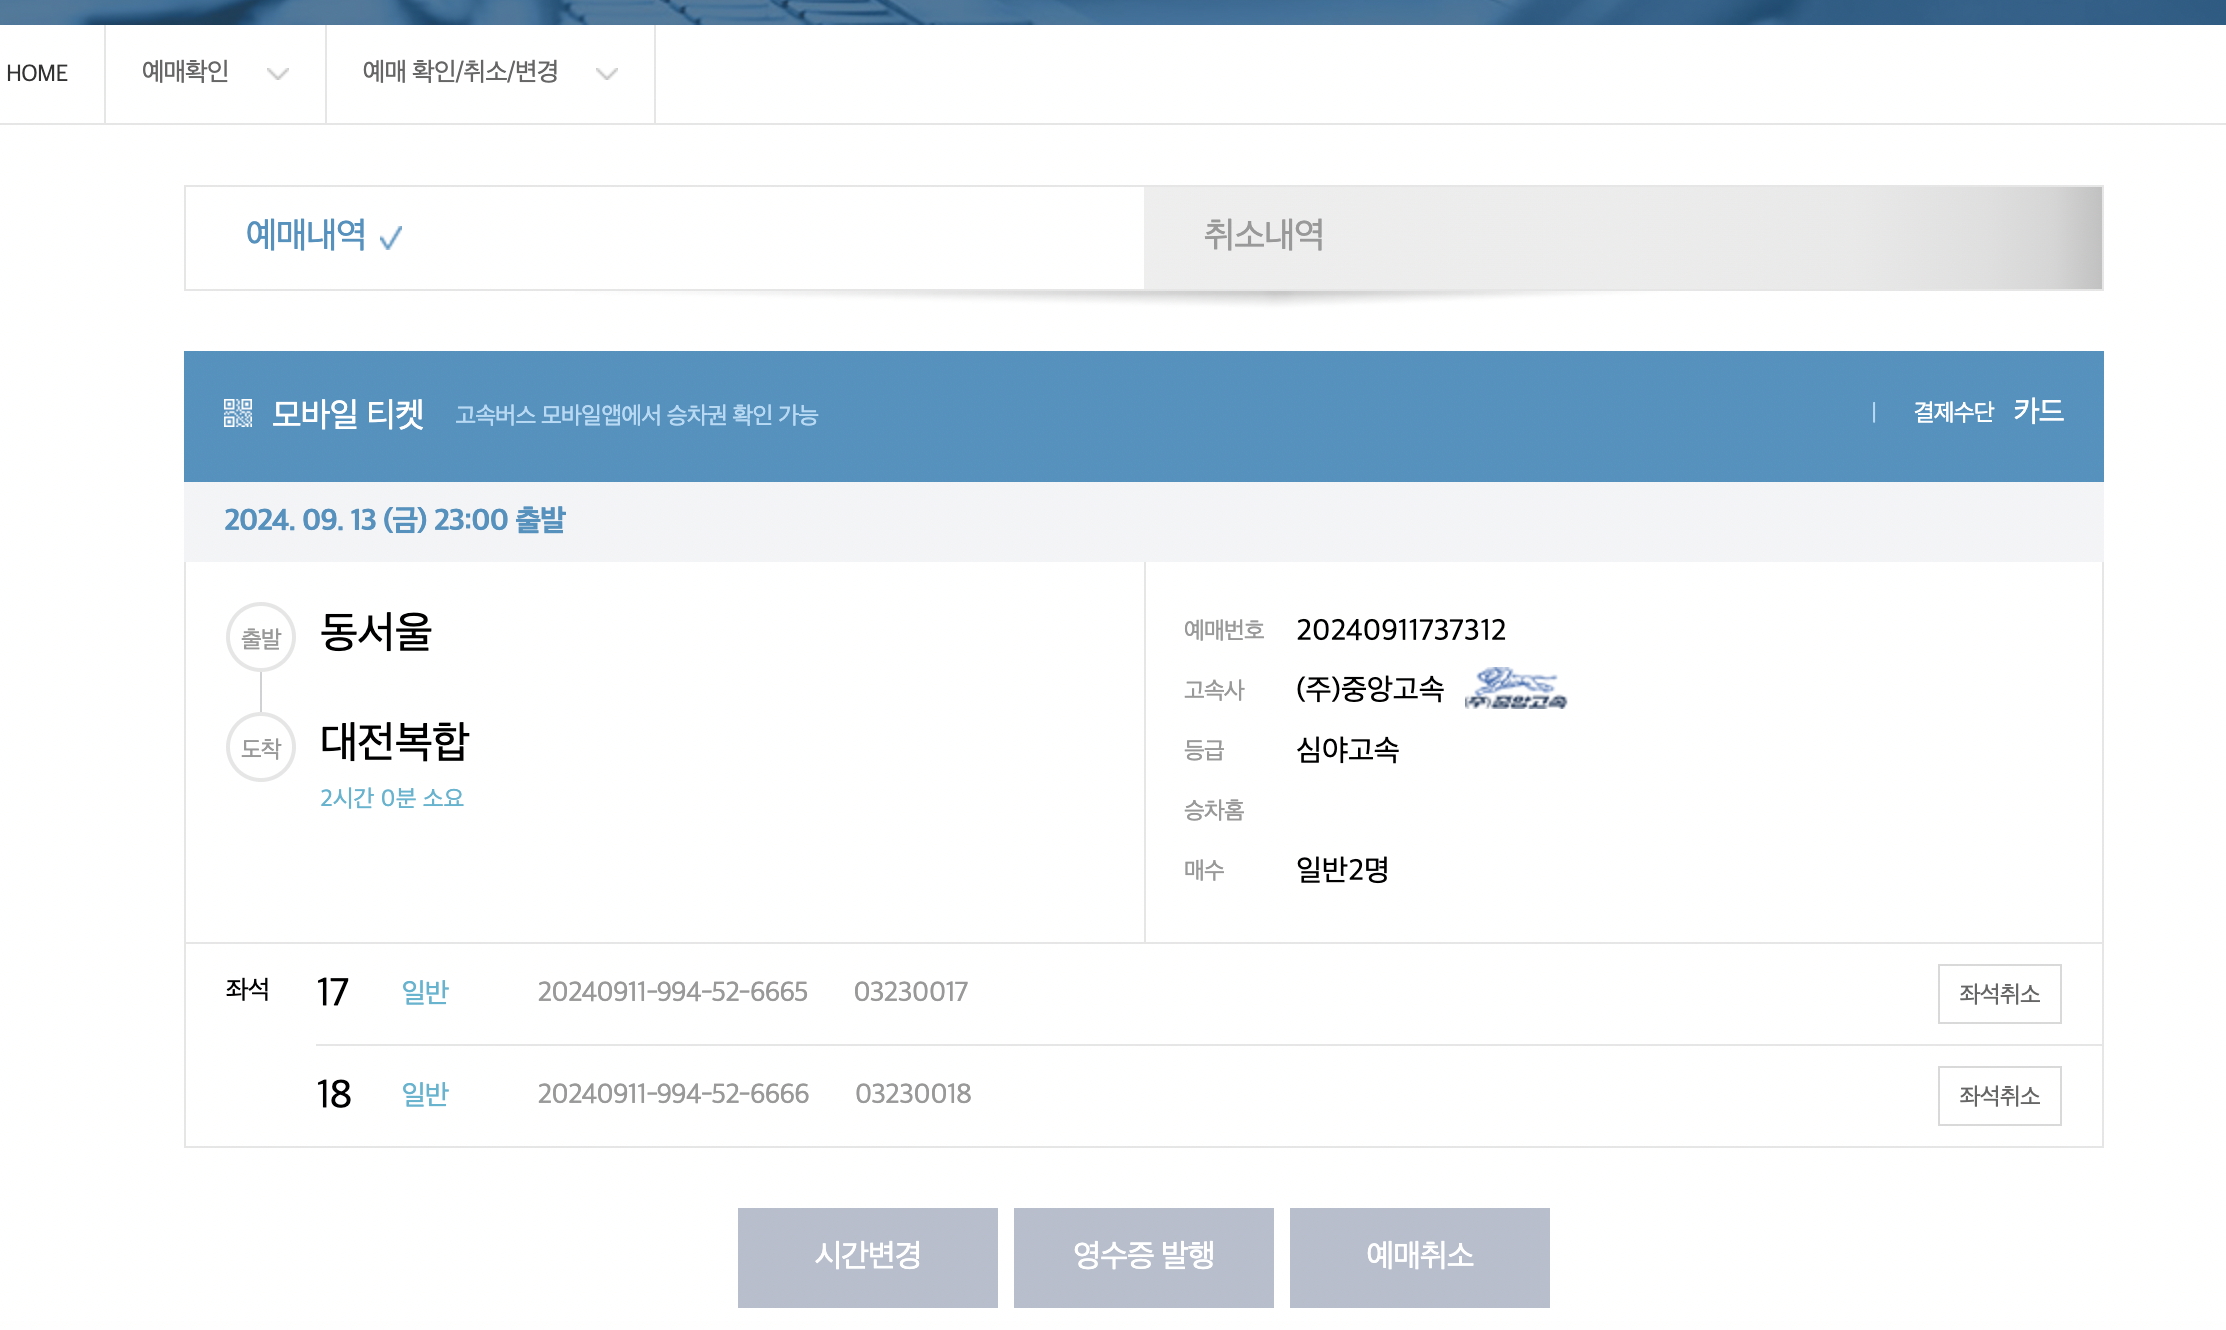 HOME 예매확인 예매 확인/취소/변경
예매내역 취소내역
모바일 티켓 고속버스 모바일앱에서 승차권 확인 가능 | 결제수단 카드
2024. 09. 13 (금) 23:00 출발
출발 동서울
도착 대전복합
2시간 0분 소요
예매번호 20240911737312
고속사 (주)중앙고속 (주)중앙고속
등급 심야고속
승차홈
매수 일반2명
좌석 17 일반 20240911-994-52-6665 03230017 좌석취소
18 일반 20240911-994-52-6666 03230018 좌석취소
시간변경 영수증 발행 예매취소